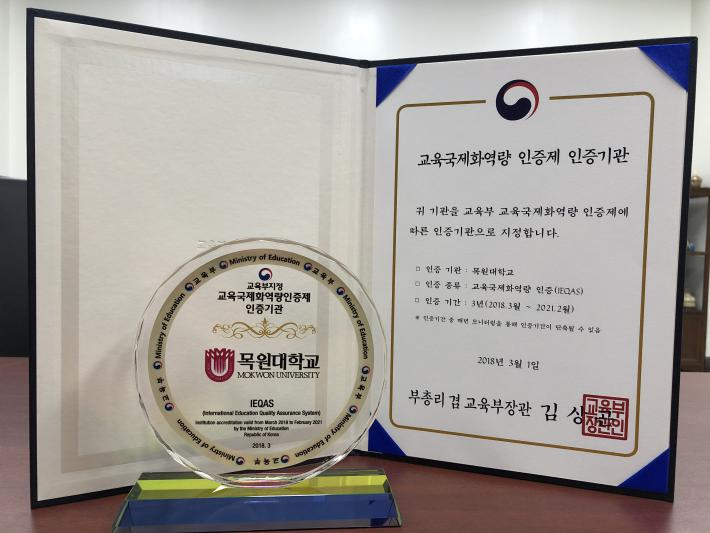 교육부 · Ministry of Education · 교육부 · Ministry of Education · 교육부 · Ministry of Education · 교육부 · Ministry of Education
교육부지정
교육국제화역량인증제
인증기관
목원대학교
MOKWON UNIVERSITY
IEQAS
(International Education Quality Assurance System)
Institution accreditation valid from March 2018 to February 2021
by the Ministry of Education
Republic of Korea
2018. 3
교육국제화역량 인증제 인증기관
귀 기관을 교육부 교육국제화역량 인증제에
따른 인증기관으로 지정합니다.
□ 인증 기관 : 목원대학교
□ 인증 종류 : 교육국제화역량 인증(IEQAS)
□ 인증 기간 : 3년(2018.3월 ~ 2021.2월)
※ 인증기간 중 매년 모니터링을 통해 인증기간이 단축될 수 있음
2018년 3월 1일
부총리 겸 교육부장관 김 상
교육부
장관인